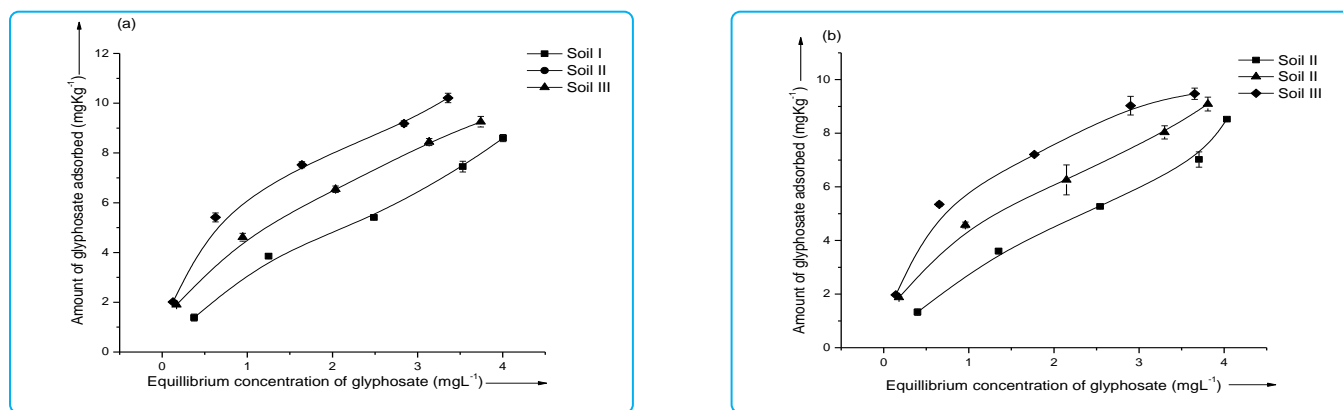 (a)
Soil I
Soil II
Soil III
Amount of glyphosate adsorbed (mgKg⁻¹)
12
10
8
6
4
2
0
0 1 2 3 4
Equillibrium concentration of glyphosate (mgL⁻¹)
(b)
Soil II
Soil II
Soil III
Amount of glyphosate adsorbed (mgKg⁻¹)
10
8
6
4
2
0
0 1 2 3 4
Equillibrium concentration of glyphosate (mgL⁻¹)